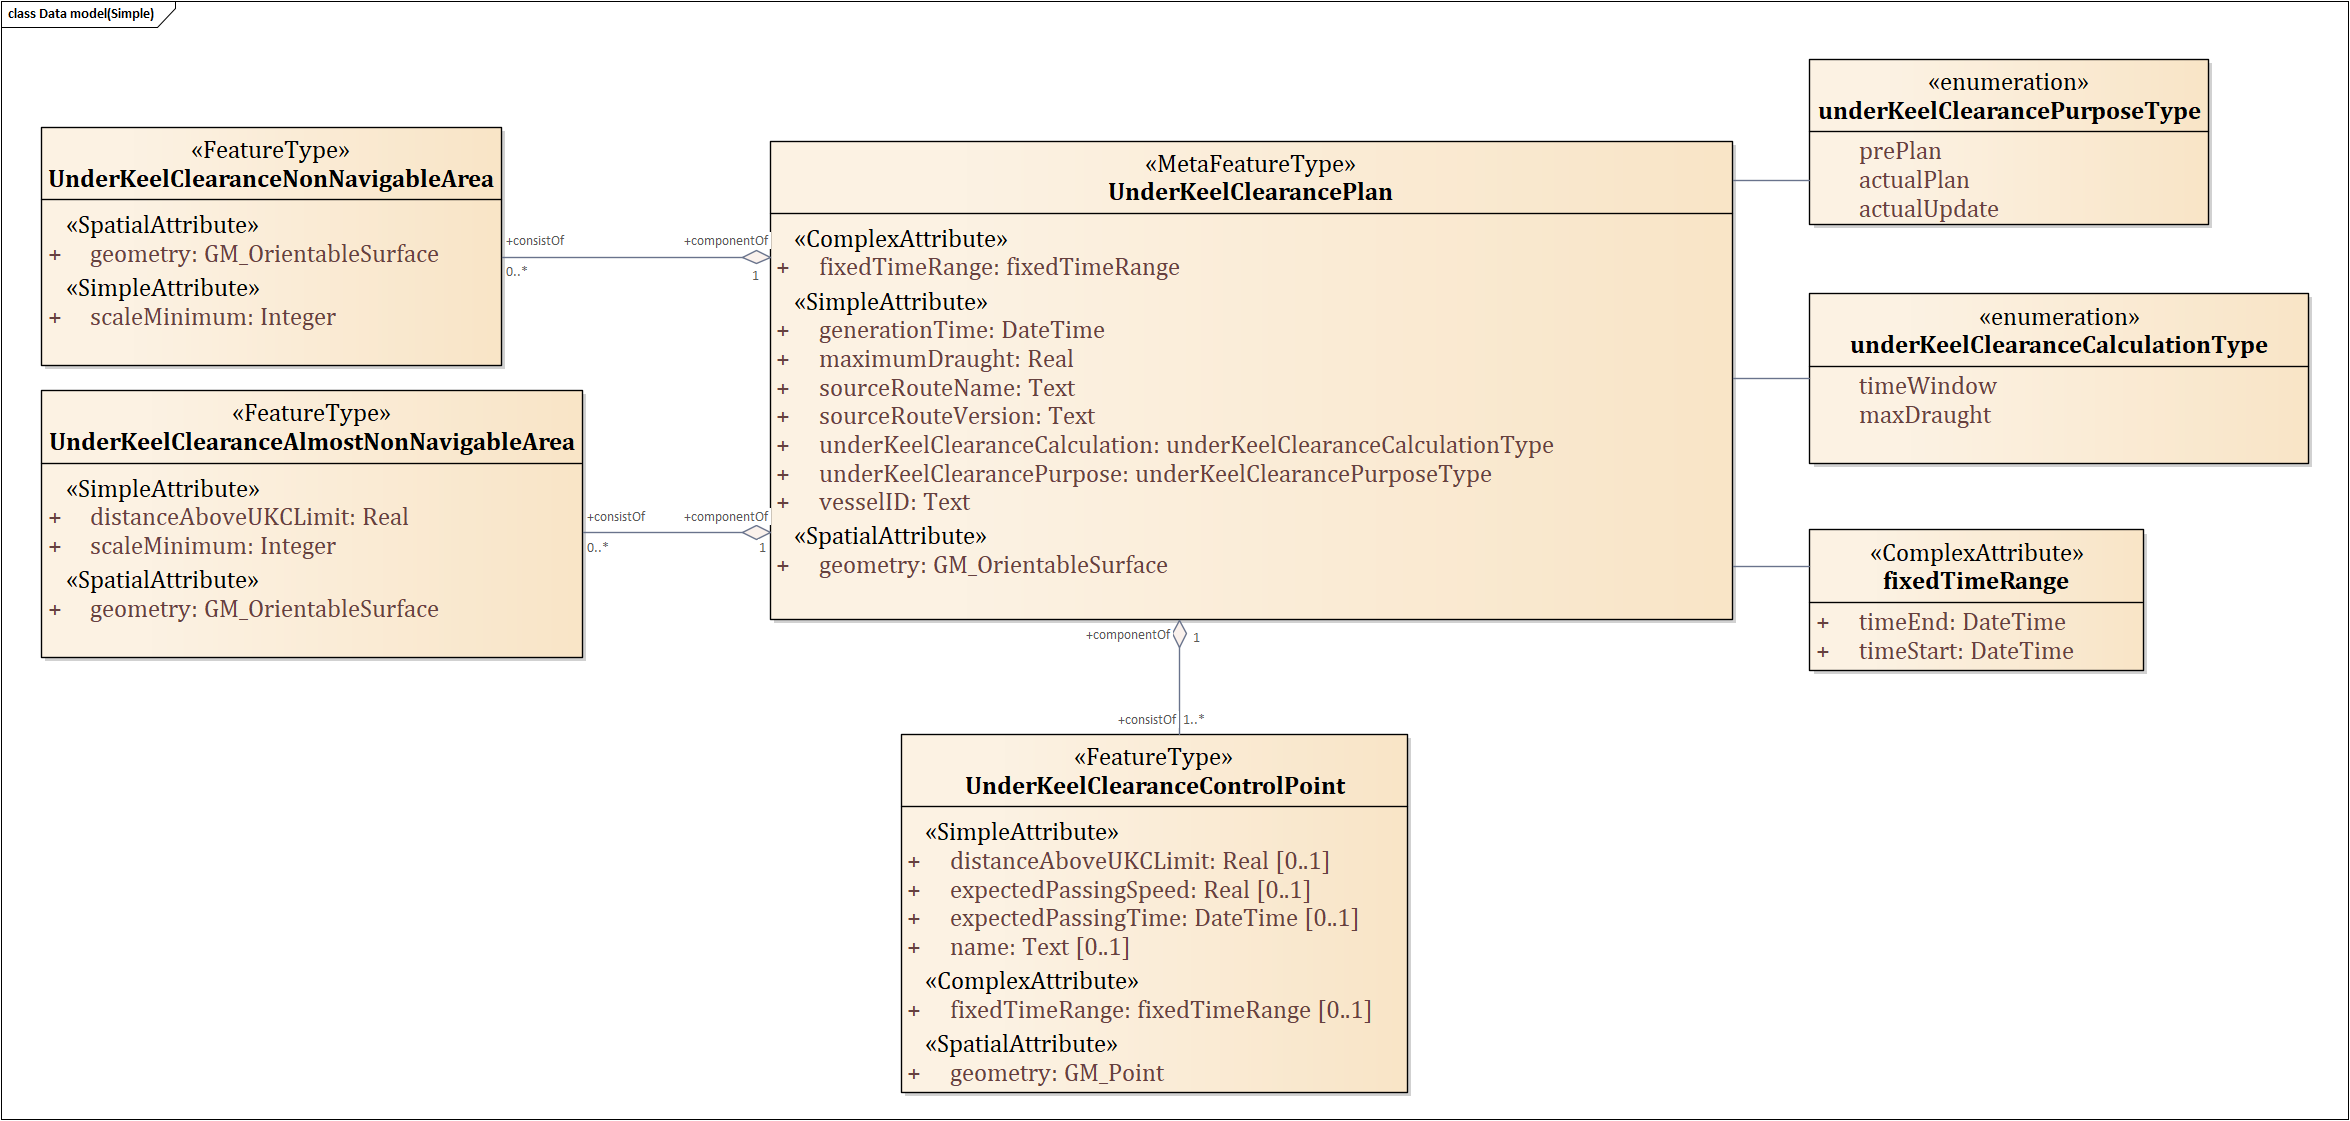 class Data model(Simple)
«FeatureType»
UnderKeelClearanceNonNavigableArea
«SpatialAttribute»
+ geometry: GM_OrientableSurface
«SimpleAttribute»
+ scaleMinimum: Integer
+consistOf
0..*
+componentOf
1
«FeatureType»
UnderKeelClearanceAlmostNonNavigableArea
«SimpleAttribute»
+ distanceAboveUKCLimit: Real
+ scaleMinimum: Integer
«SpatialAttribute»
+ geometry: GM_OrientableSurface
+consistOf
0..*
+componentOf
1
«MetaFeatureType»
UnderKeelClearancePlan
«ComplexAttribute»
+ fixedTimeRange: fixedTimeRange
«SimpleAttribute»
+ generationTime: DateTime
+ maximumDraught: Real
+ sourceRouteName: Text
+ sourceRouteVersion: Text
+ underKeelClearanceCalculation: underKeelClearanceCalculationType
+ underKeelClearancePurpose: underKeelClearancePurposeType
+ vesselID: Text
«SpatialAttribute»
+ geometry: GM_OrientableSurface
«enumeration»
underKeelClearancePurposeType
prePlan
actualPlan
actualUpdate
«enumeration»
underKeelClearanceCalculationType
timeWindow
maxDraught
«ComplexAttribute»
fixedTimeRange
+ timeEnd: DateTime
+ timeStart: DateTime
+componentOf
1
+consistOf
1..*
«FeatureType»
UnderKeelClearanceControlPoint
«SimpleAttribute»
+ distanceAboveUKCLimit: Real [0..1]
+ expectedPassingSpeed: Real [0..1]
+ expectedPassingTime: DateTime [0..1]
+ name: Text [0..1]
«ComplexAttribute»
+ fixedTimeRange: fixedTimeRange [0..1]
«SpatialAttribute»
+ geometry: GM_Point